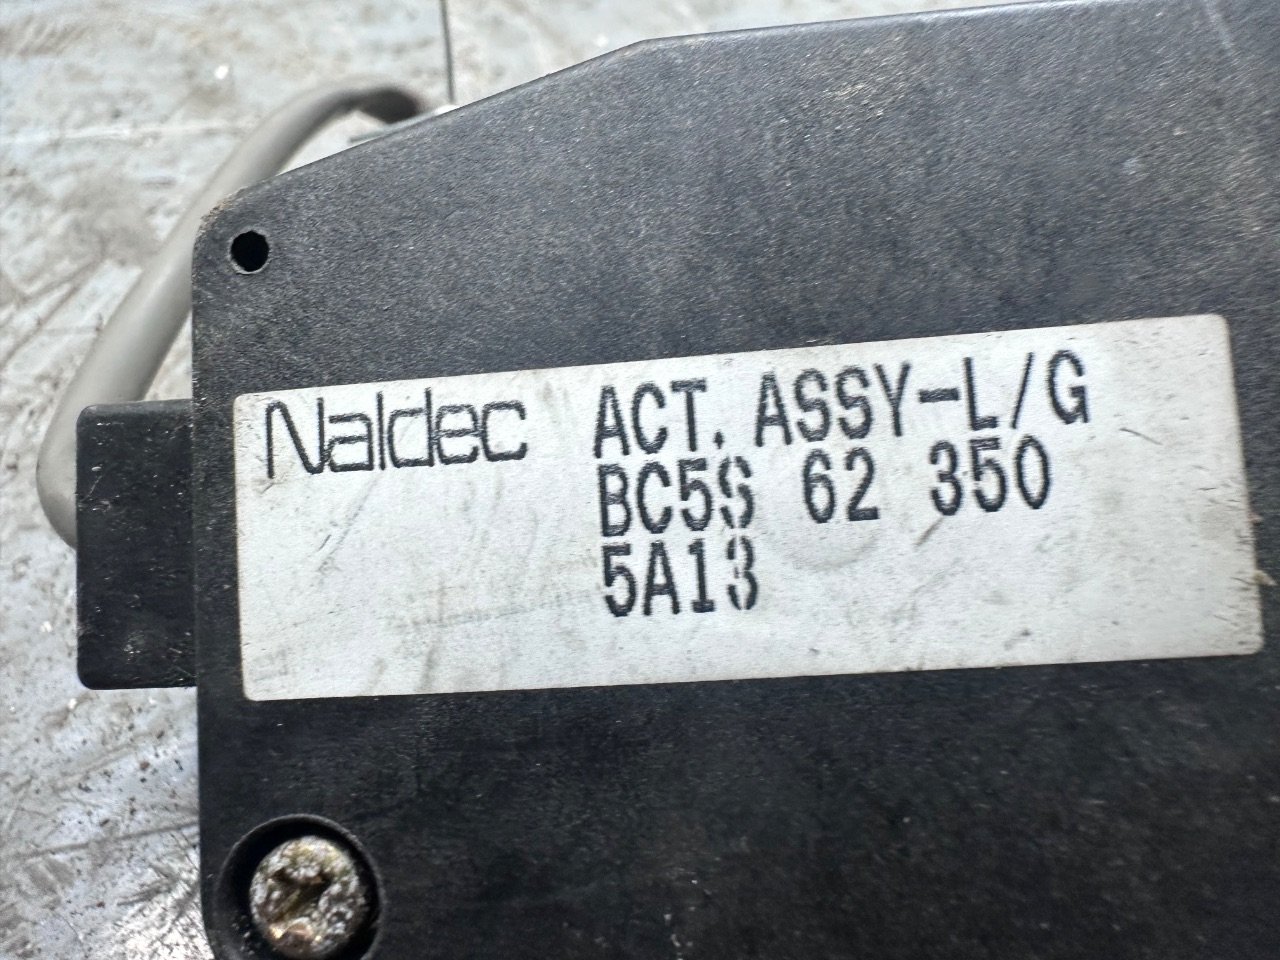 Naldec ACT. ASSY-L/G
BC5S 62 350
5A13